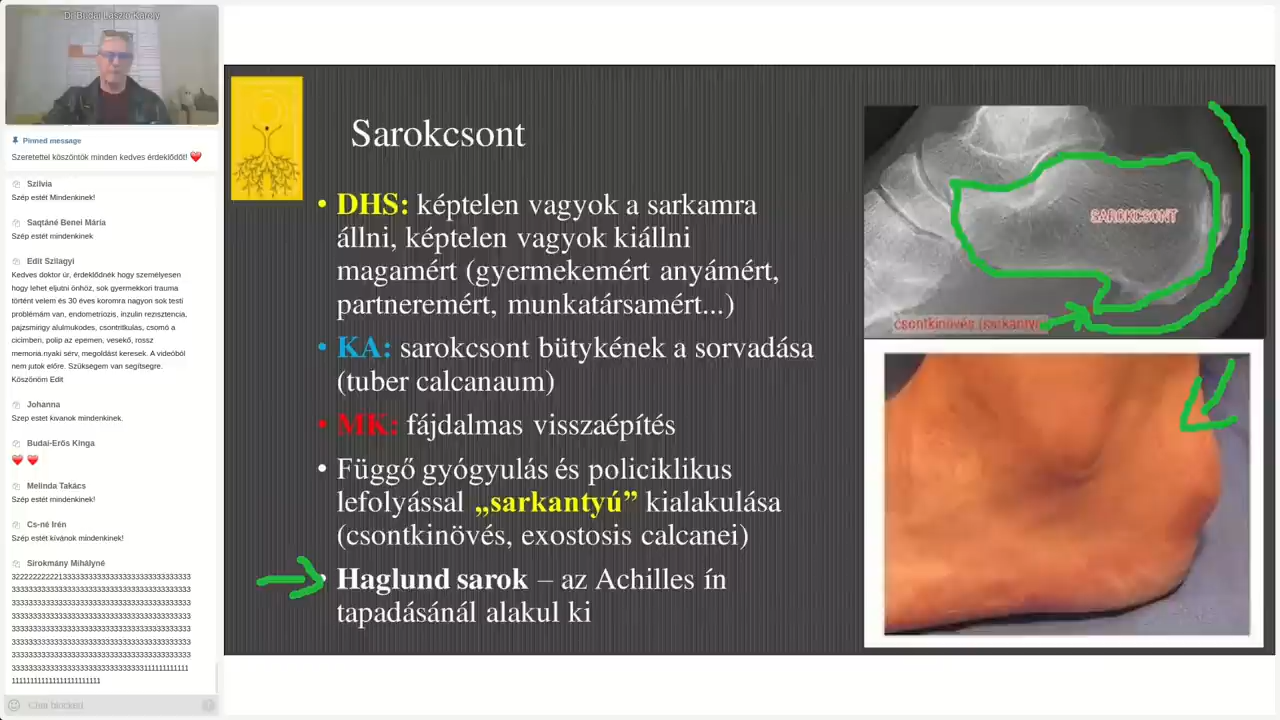 Dr Budai László Károly
Pinned message
Szeretettel köszöntök minden kedves érdeklődőt! ❤️
Szilvia
Szép estét Mindenkinek!
Saqtáné Benei Mária
Szép estét mindenkinek
Edit Szilagyi
Kedves doktor úr, érdeklődnék hogy személyesen
hogy lehet eljutni önhöz, sok gyermekkori trauma
történt velem és 30 éves koromra nagyon sok testi
problémám van, endometriozis, inzulin rezisztencia,
pajzsmirigy alulmukodes, csontritkulas, csomó a
cicimben, polip az epemen, vesekő, rossz
memoria.nyaki sérv, megoldást keresek. A videóból
nem jutok előre. Szükségem van segítségre.
Köszönöm Edit
Johanna
Szep estet kivanok mindenkinek.
Budai-Erős Kinga
❤️ ❤️
Melinda Takács
Szép estét mindenkinek!
Cs-né Irén
Szép estét kívánok mindenkinek!
Sirokmány Mihályné
Chat blocked
Sarokcsont
• DHS: képtelen vagyok a sarkamra
állni, képtelen vagyok kiállni
magamért (gyermekemért anyámért,
partneremért, munkatársamért...)
• KA: sarokcsont bütykének a sorvadása
(tuber calcanaum)
• MK: fájdalmas visszaépítés
• Függő gyógyulás és policiklikus
lefolyással „sarkantyú” kialakulása
(csontkinövés, exostosis calcanei)
• Haglund sarok – az Achilles ín
tapadásánál alakul ki
SAROKCSONT
csontkinövés (sarkantyú